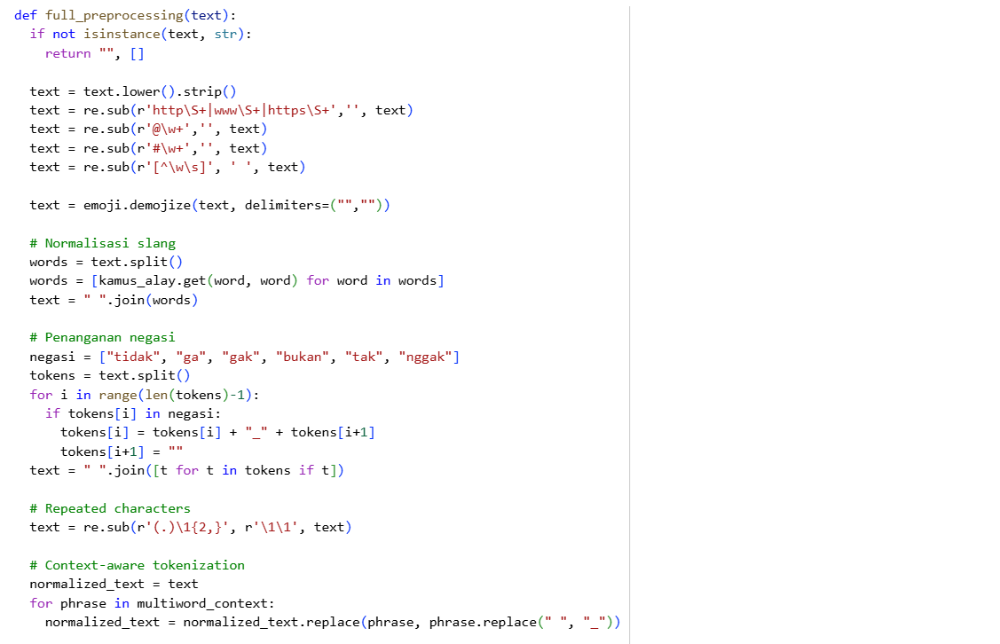 def full_preprocessing(text):
  if not isinstance(text, str):
    return "", []

  text = text.lower().strip()
  text = re.sub(r'http\S+|www\S+|https\S+','', text)
  text = re.sub(r'@\w+','', text)
  text = re.sub(r'#\w+','', text)
  text = re.sub(r'[^\w\s]', ' ', text)

  text = emoji.demojize(text, delimiters=("",""))

  # Normalisasi slang
  words = text.split()
  words = [kamus_alay.get(word, word) for word in words]
  text = " ".join(words)

  # Penanganan negasi
  negasi = ["tidak", "ga", "gak", "bukan", "tak", "nggak"]
  tokens = text.split()
  for i in range(len(tokens)-1):
    if tokens[i] in negasi:
      tokens[i] = tokens[i] + "_" + tokens[i+1]
      tokens[i+1] = ""
  text = " ".join([t for t in tokens if t])

  # Repeated characters
  text = re.sub(r'(.)\1{2,}', r'\1\1', text)

  # Context-aware tokenization
  normalized_text = text
  for phrase in multiword_context:
    normalized_text = normalized_text.replace(phrase, phrase.replace(" ", "_"))